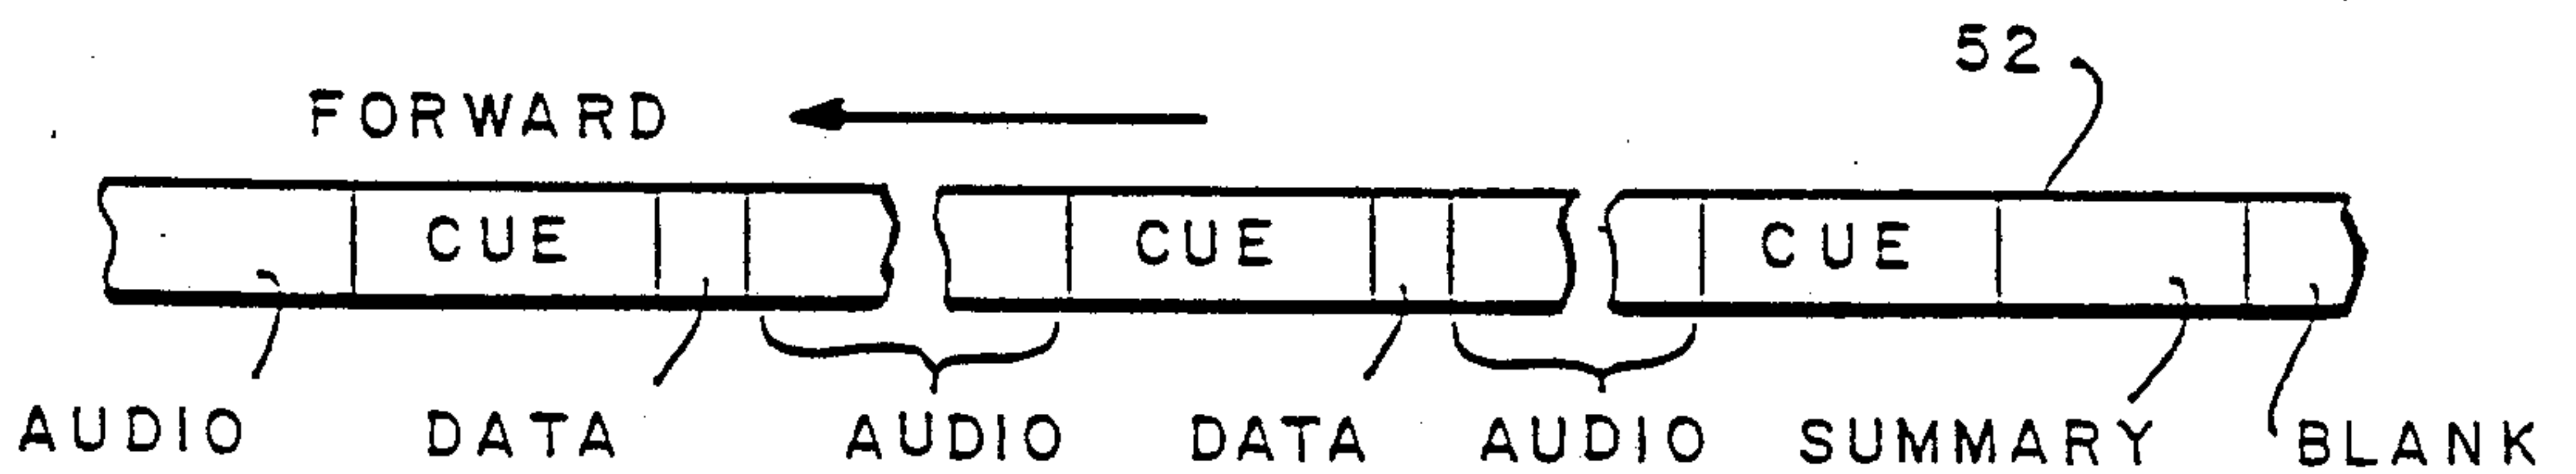 52
FORWARD
CUE CUE CUE
AUDIO DATA AUDIO DATA AUDIO SUMMARY BLANK